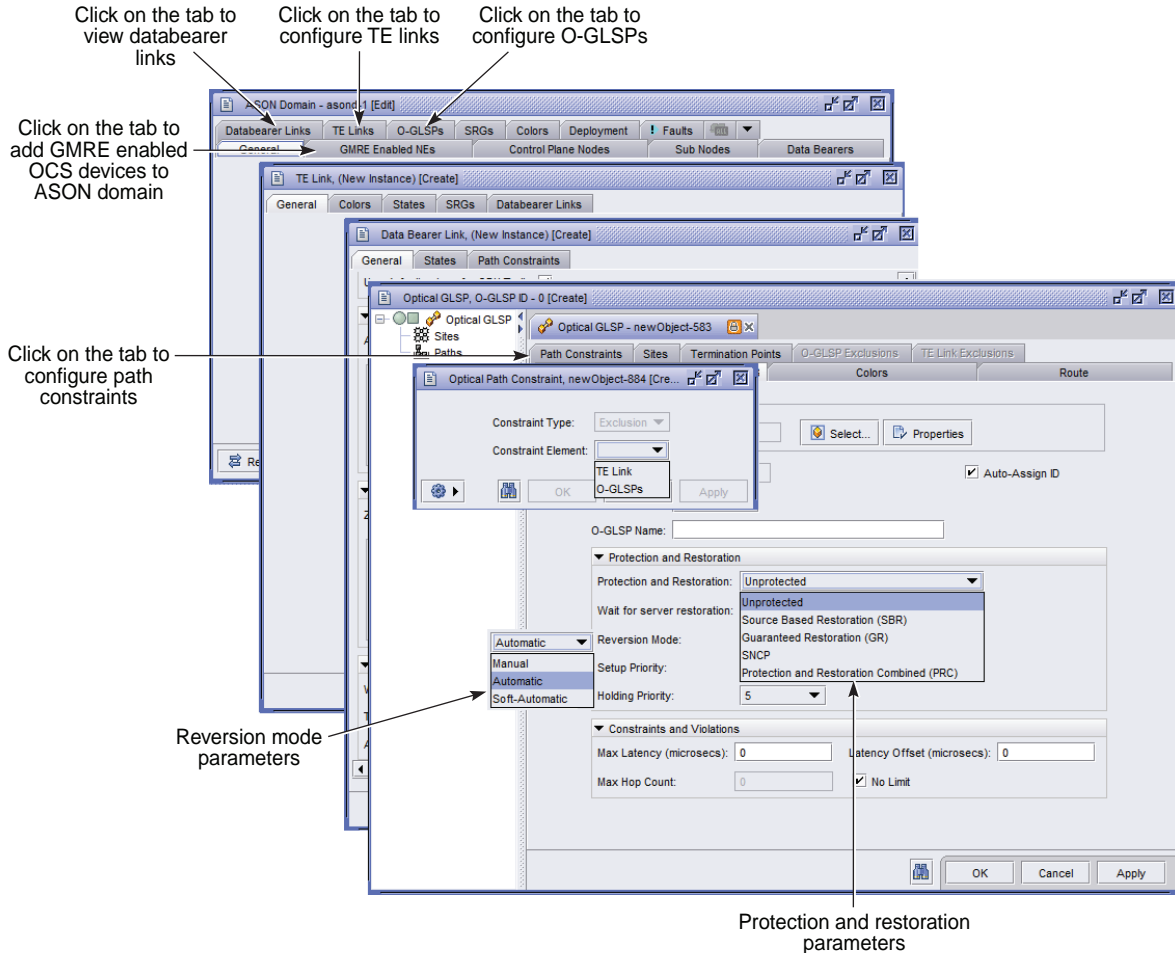 Click on the tab to
view databearer
links
Click on the tab to
configure TE links
Click on the tab to
configure O-GLSPs
Click on the tab to
add GMRE enabled
OCS devices to
ASON domain
ASON Domain - asond-1 [Edit]
Databearer Links TE Links O-GLSPs SRGs Colors Deployment ! Faults
General GMRE Enabled NEs Control Plane Nodes Sub Nodes Data Bearers
TE Link, (New Instance) [Create]
General Colors States SRGs Databearer Links
Data Bearer Link, (New Instance) [Create]
General States Path Constraints
Optical GLSP, O-GLSP ID - 0 [Create]
Optical GLSP
Sites
Paths
Optical GLSP - newObject-583
Click on the tab to
configure path
constraints
Path Constraints Sites Termination Points O-GLSP Exclusions TE Link Exclusions
Colors Route
Optical Path Constraint, newObject-884 [Cre...
Constraint Type: Exclusion
Constraint Element:
TE Link
O-GLSPs
OK Apply
Select... Properties
Auto-Assign ID
Re
O-GLSP Name:
Protection and Restoration
Protection and Restoration: Unprotected
Unprotected
Source Based Restoration (SBR)
Guaranteed Restoration (GR)
SNCP
Protection and Restoration Combined (PRC)
Wait for server restoration:
Reversion Mode:
Automatic
Manual
Automatic
Soft-Automatic
Setup Priority:
Holding Priority: 5
Reversion mode
parameters
Constraints and Violations
Max Latency (microsecs): 0 Latency Offset (microsecs): 0
Max Hop Count: 0 No Limit
OK Cancel Apply
Protection and restoration
parameters